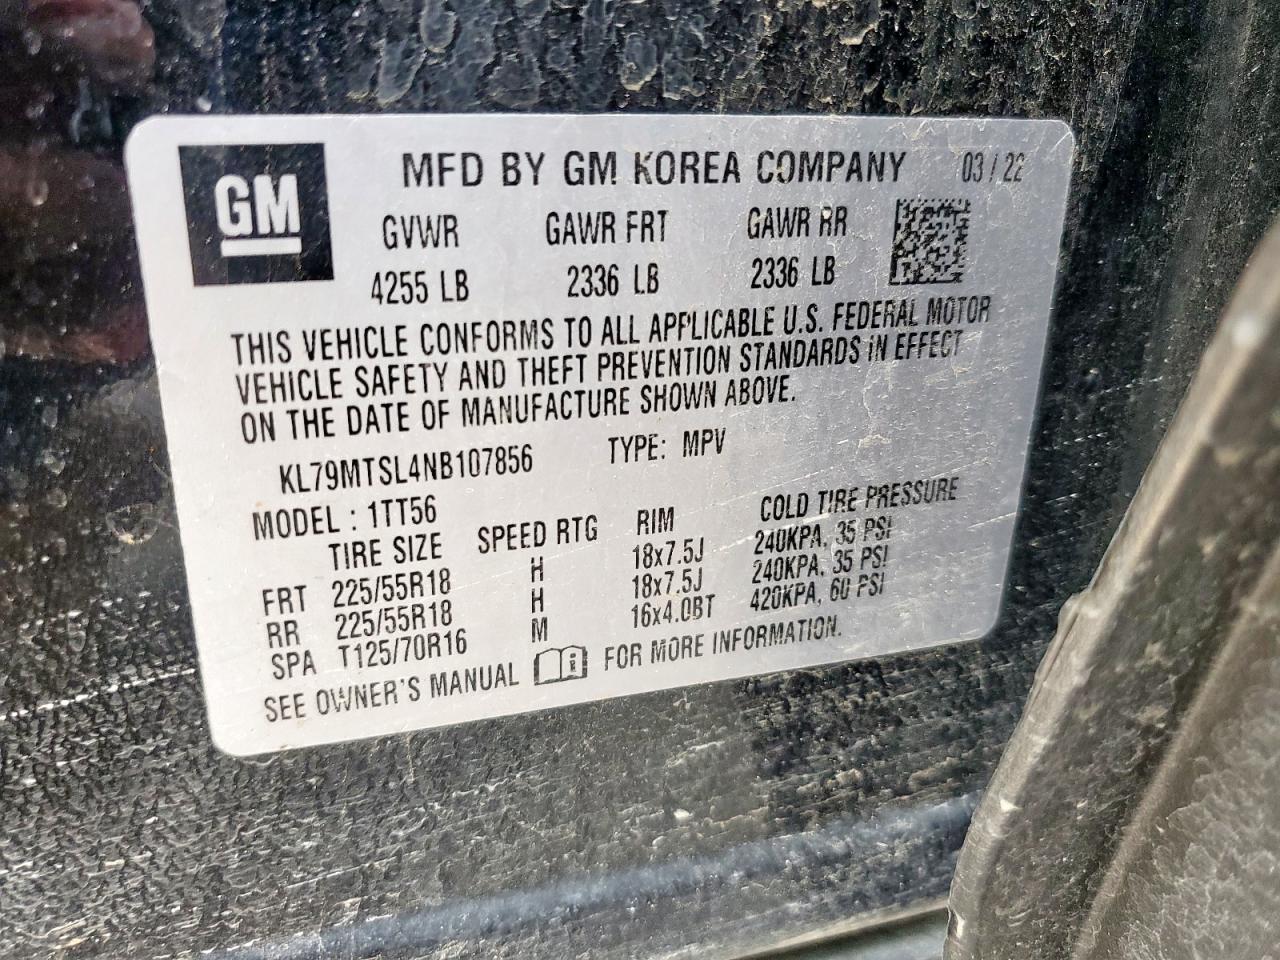 GM
MFD BY GM KOREA COMPANY 03/22
GVWR GAWR FRT GAWR RR
4255 LB 2336 LB 2336 LB
THIS VEHICLE CONFORMS TO ALL APPLICABLE U.S. FEDERAL MOTOR
VEHICLE SAFETY AND THEFT PREVENTION STANDARDS IN EFFECT
ON THE DATE OF MANUFACTURE SHOWN ABOVE.
KL79MTSL4NB107856 TYPE: MPV
MODEL : 1TT56
TIRE SIZE SPEED RTG RIM COLD TIRE PRESSURE
FRT 225/55R18 H 18x7.5J 240KPA, 35 PSI
RR 225/55R18 H 18x7.5J 240KPA, 35 PSI
SPA T125/70R16 M 16x4.0BT 420KPA, 60 PSI
SEE OWNER'S MANUAL i FOR MORE INFORMATION.